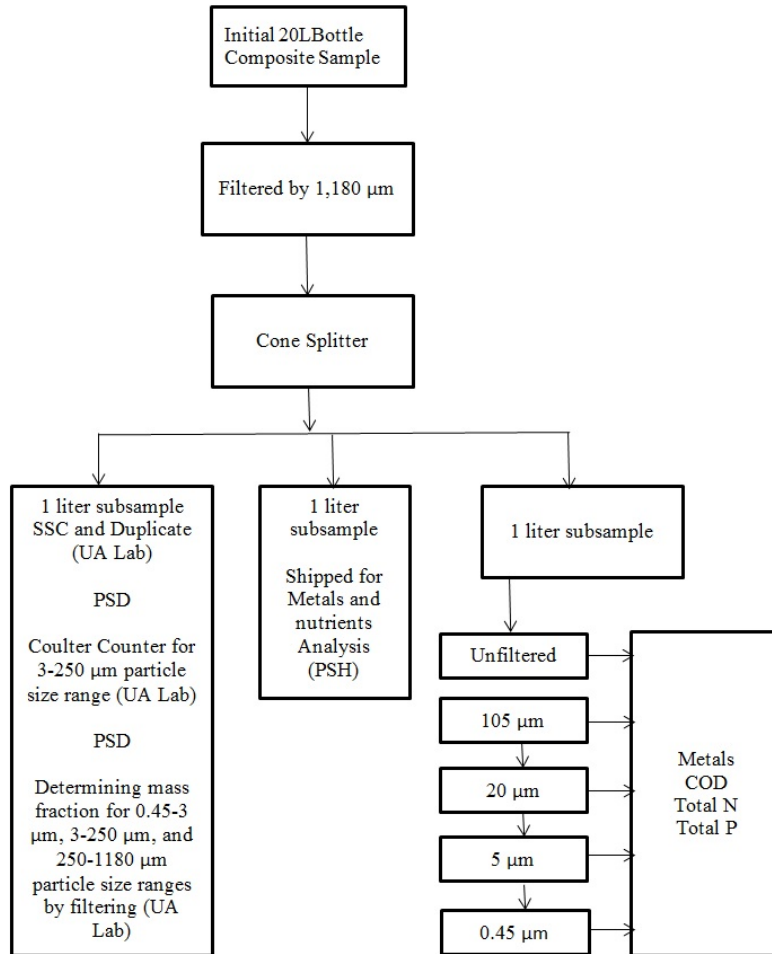 Initial 20LBottle
Composite Sample
Filtered by 1,180 µm
Cone Splitter
1 liter subsample
SSC and Duplicate
(UA Lab)
PSD
Coulter Counter for
3-250 µm particle
size range (UA Lab)
PSD
Determining mass
fraction for 0.45-3
µm, 3-250 µm, and
250-1180 µm
particle size ranges
by filtering (UA
Lab)
1 liter
subsample
Shipped for
Metals and
nutrients
Analysis
(PSH)
1 liter subsample
Unfiltered
105 µm
20 µm
5 µm
0.45 µm
Metals
COD
Total N
Total P